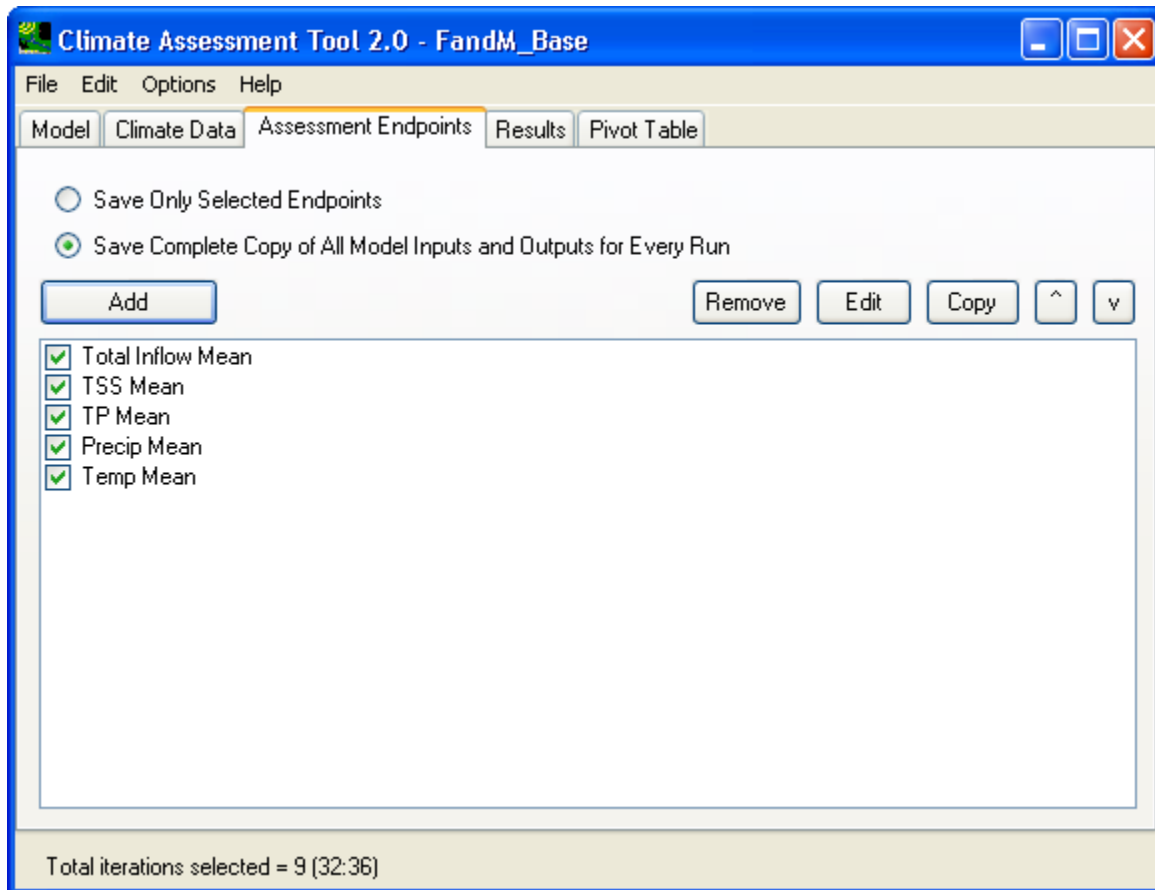 Climate Assessment Tool 2.0 - FandM_Base
File Edit Options Help
Model Climate Data Assessment Endpoints Results Pivot Table
Save Only Selected Endpoints
Save Complete Copy of All Model Inputs and Outputs for Every Run
Add Remove Edit Copy ^ v
Total Inflow Mean
TSS Mean
TP Mean
Precip Mean
Temp Mean
Total iterations selected = 9 (32:36)